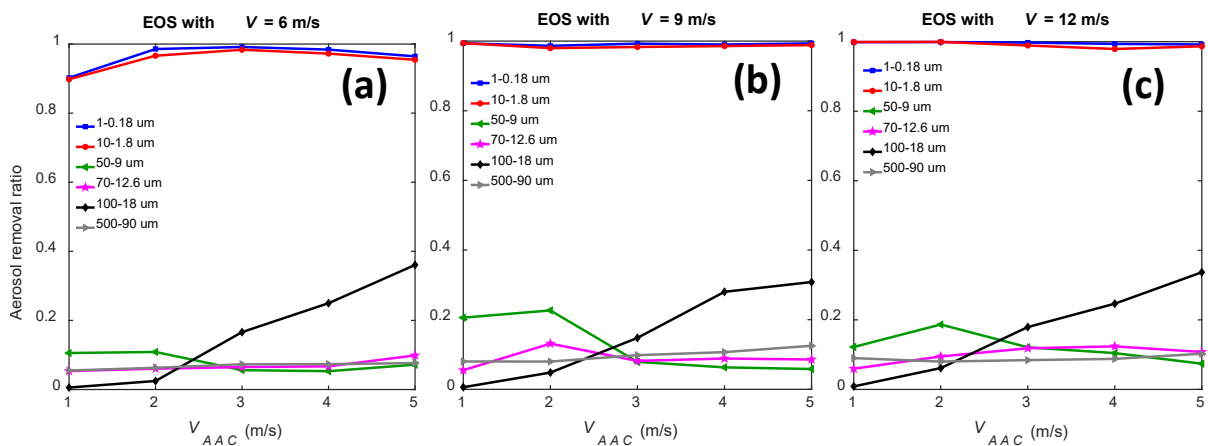 EOS with V = 6 m/s
(a)
1-0.18 um
10-1.8 um
50-9 um
70-12.6 um
100-18 um
500-90 um
Aerosol removal ratio
1
0.8
0.6
0.4
0.2
0
1 2 3 4 5
V AAC (m/s)
EOS with V = 9 m/s
(b)
1-0.18 um
10-1.8 um
50-9 um
70-12.6 um
100-18 um
500-90 um
1
0.8
0.6
0.4
0.2
0
1 2 3 4 5
V AAC (m/s)
EOS with V = 12 m/s
(c)
1-0.18 um
10-1.8 um
50-9 um
70-12.6 um
100-18 um
500-90 um
1
0.8
0.6
0.4
0.2
0
1 2 3 4 5
V AAC (m/s)